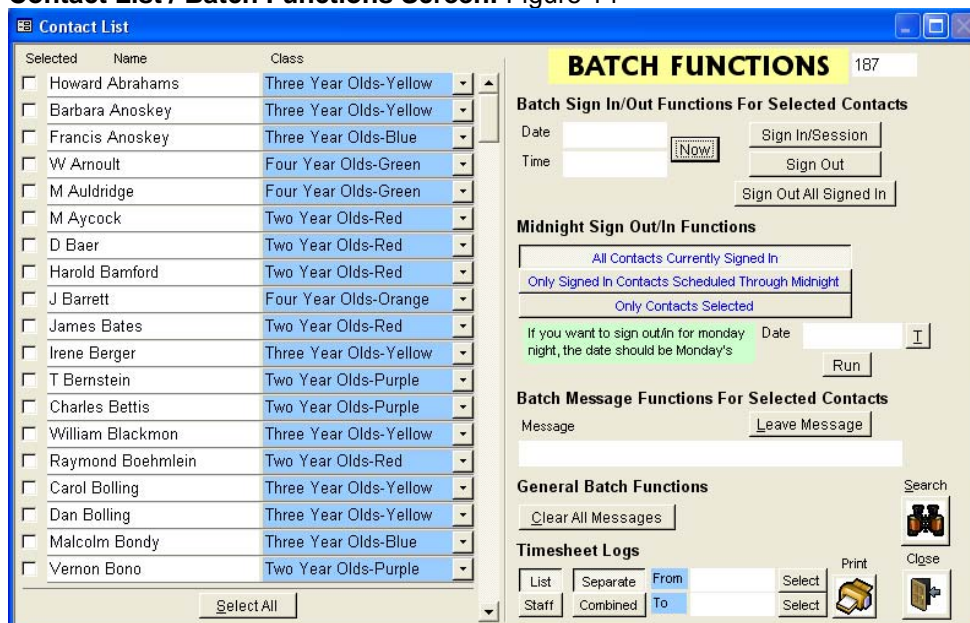 Contact List / Batch Functions Screen: Figure 14
Contact List
Selected Name Class
Howard Abrahams Three Year Olds-Yellow
Barbara Anoskey Three Year Olds-Yellow
Francis Anoskey Three Year Olds-Blue
W Arnoult Four Year Olds-Green
M Auldridge Four Year Olds-Green
M Aycock Two Year Olds-Red
D Baer Two Year Olds-Red
Harold Bamford Two Year Olds-Red
J Barrett Four Year Olds-Orange
James Bates Two Year Olds-Red
Irene Berger Three Year Olds-Yellow
T Bernstein Two Year Olds-Purple
Charles Bettis Two Year Olds-Purple
William Blackmon Three Year Olds-Yellow
Raymond Boehmlein Two Year Olds-Red
Carol Bolling Three Year Olds-Yellow
Dan Bolling Three Year Olds-Yellow
Malcolm Bondy Three Year Olds-Blue
Vernon Bono Two Year Olds-Purple
Select All
BATCH FUNCTIONS 187
Batch Sign In/Out Functions For Selected Contacts
Date Now! Sign In/Session
Time Sign Out
Sign Out All Signed In
Midnight Sign Out/In Functions
All Contacts Currently Signed In
Only Signed In Contacts Scheduled Through Midnight
Only Contacts Selected
If you want to sign out/in for monday Date T
night, the date should be Monday's
Run
Batch Message Functions For Selected Contacts
Message Leave Message
General Batch Functions Search
Clear All Messages
Timesheet Logs Print Close
List Separate From Select
Staff Combined To Select